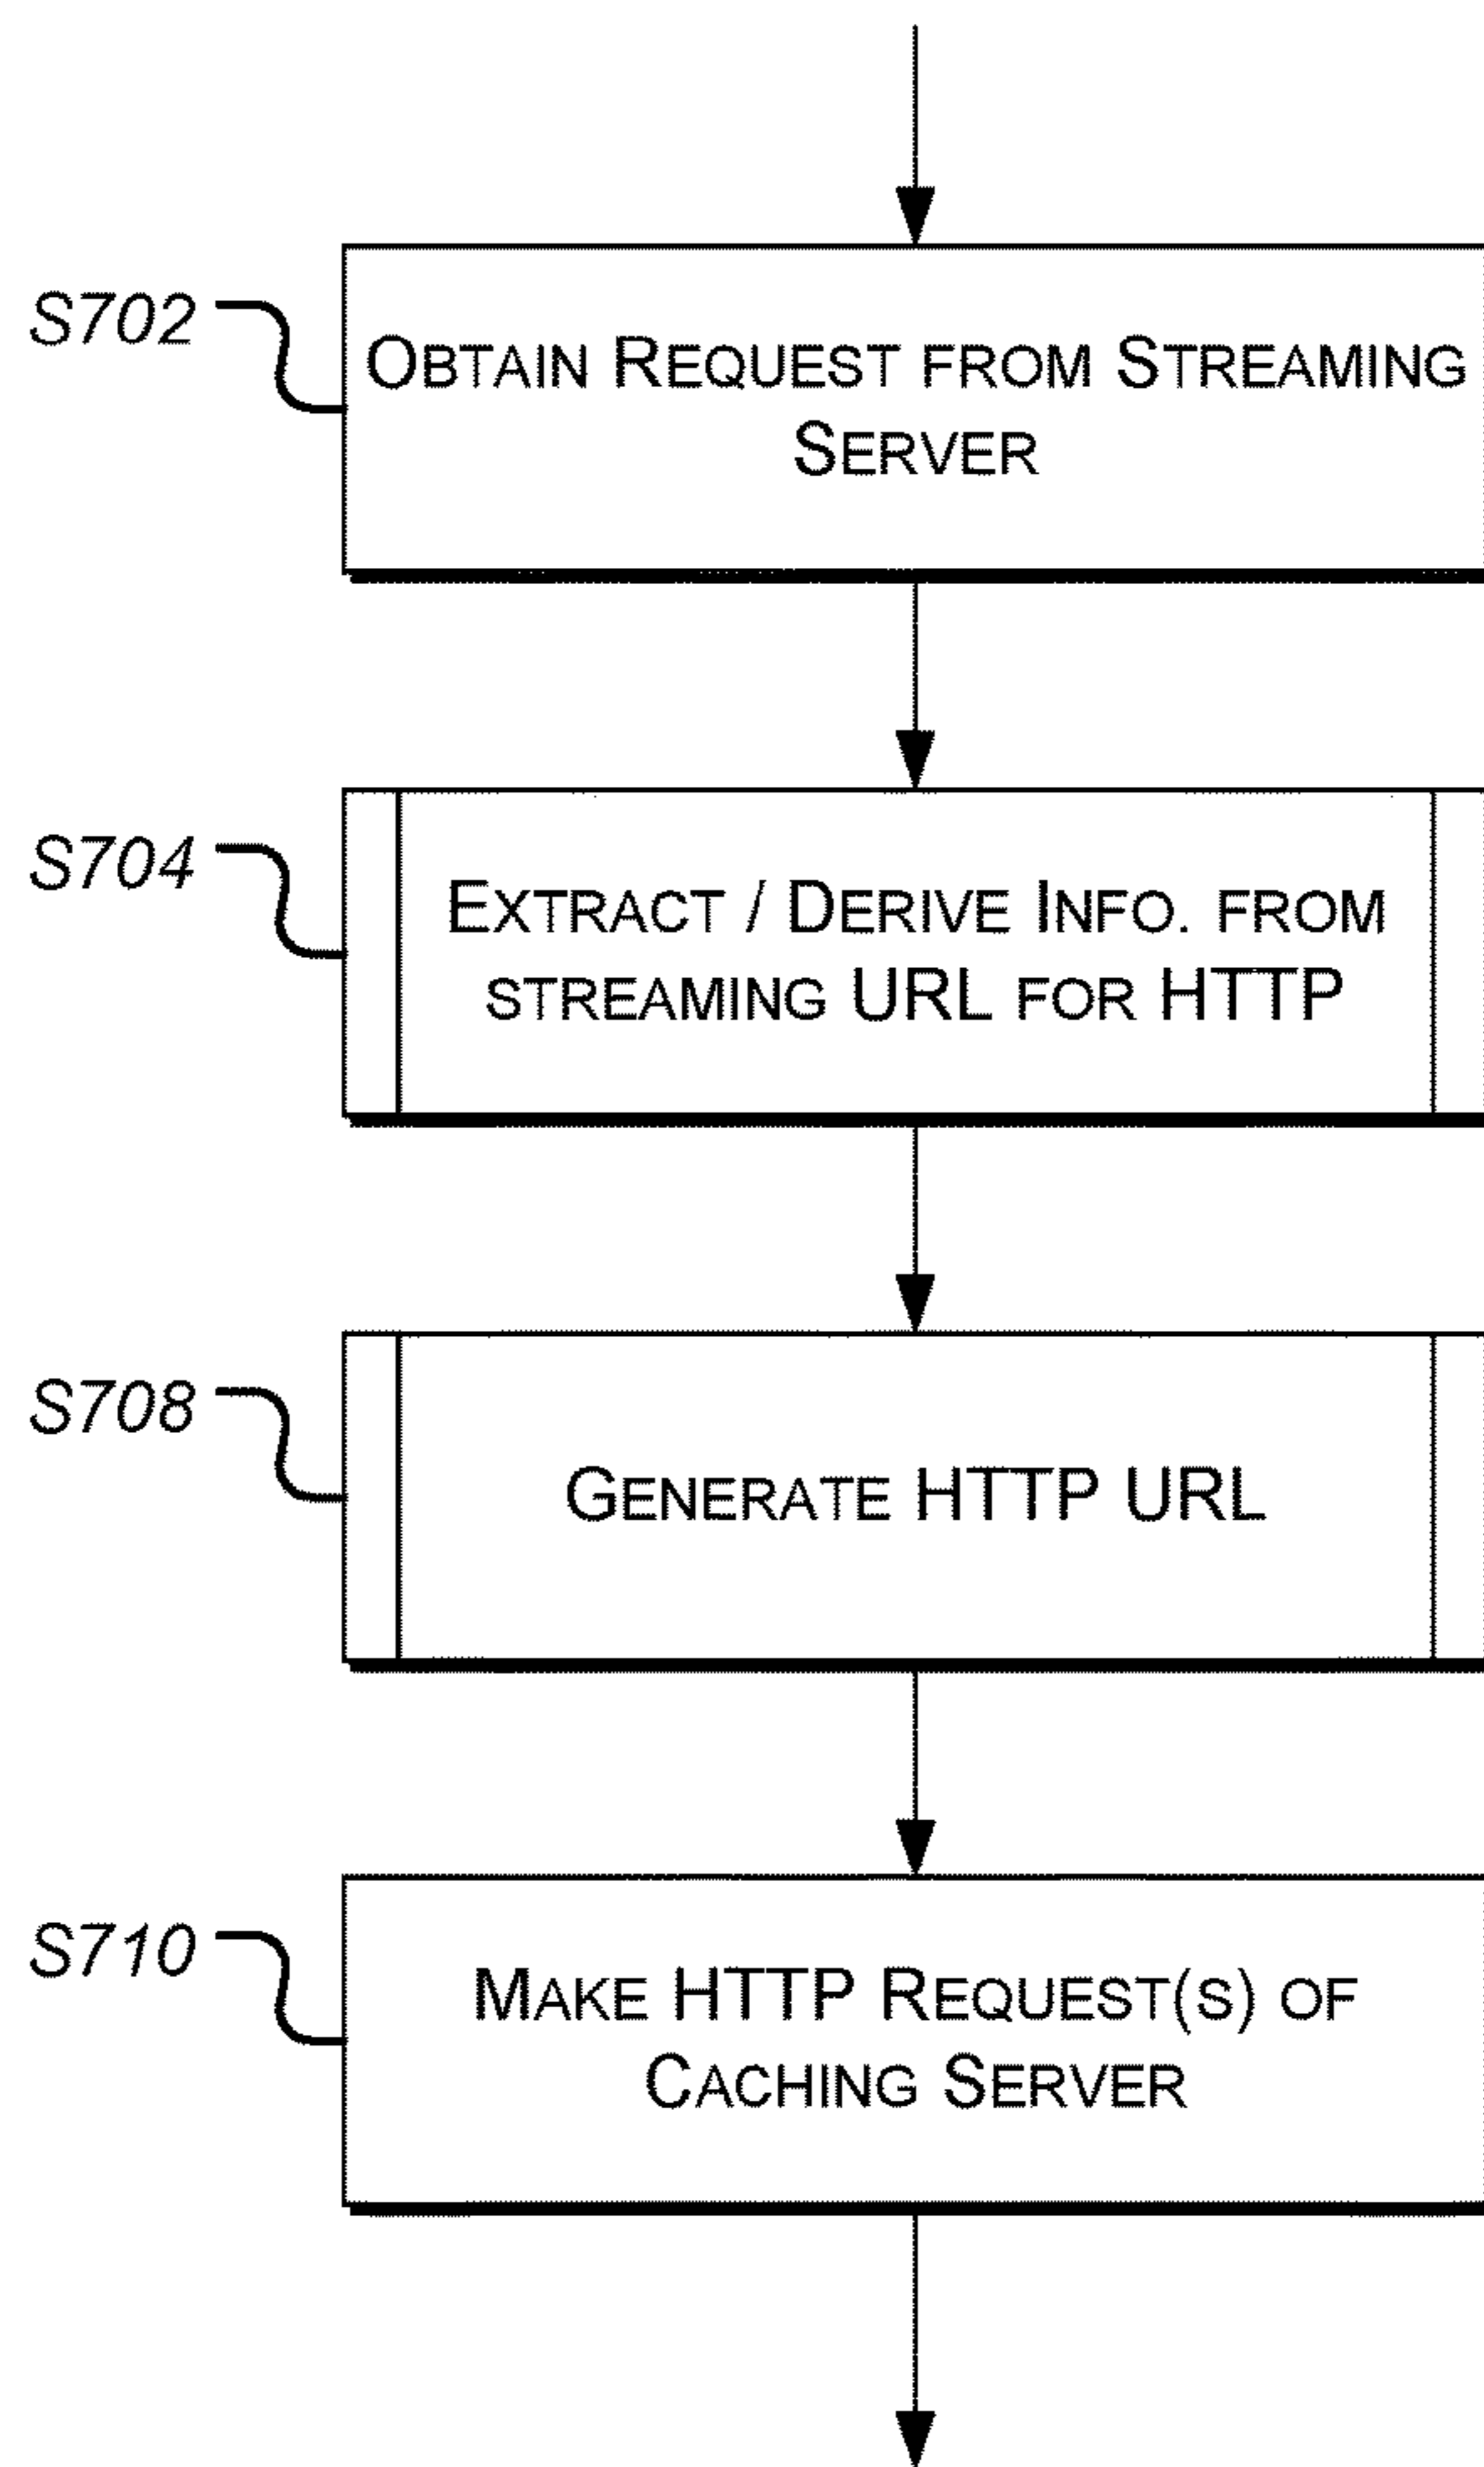 S702
OBTAIN REQUEST FROM STREAMING
SERVER
S704
EXTRACT / DERIVE INFO. FROM
STREAMING URL FOR HTTP
S708
GENERATE HTTP URL
S710
MAKE HTTP REQUEST(S) OF
CACHING SERVER